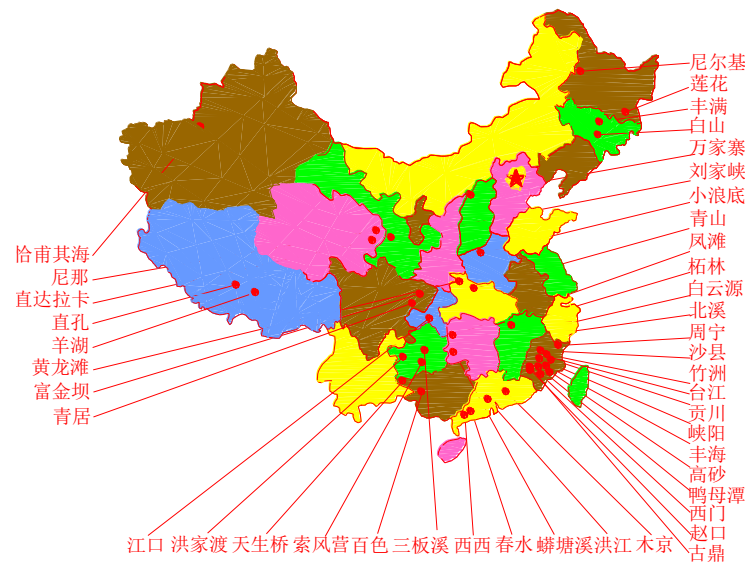 尼尔基
莲花
丰满
白山
万家寨
刘家峡
小浪底
青山
凤滩
柘林
白云源
北溪
周宁
沙县
竹洲
台江
贡川
峡阳
丰海
高砂
鸭母潭
西门
赵口
古鼎
恰甫其海
尼那
直达拉卡
直孔
羊湖
黄龙滩
富金坝
青居
江口 洪家渡 天生桥 索风营 百色 三板溪 西西 春水 蟒塘溪 洪江 木京